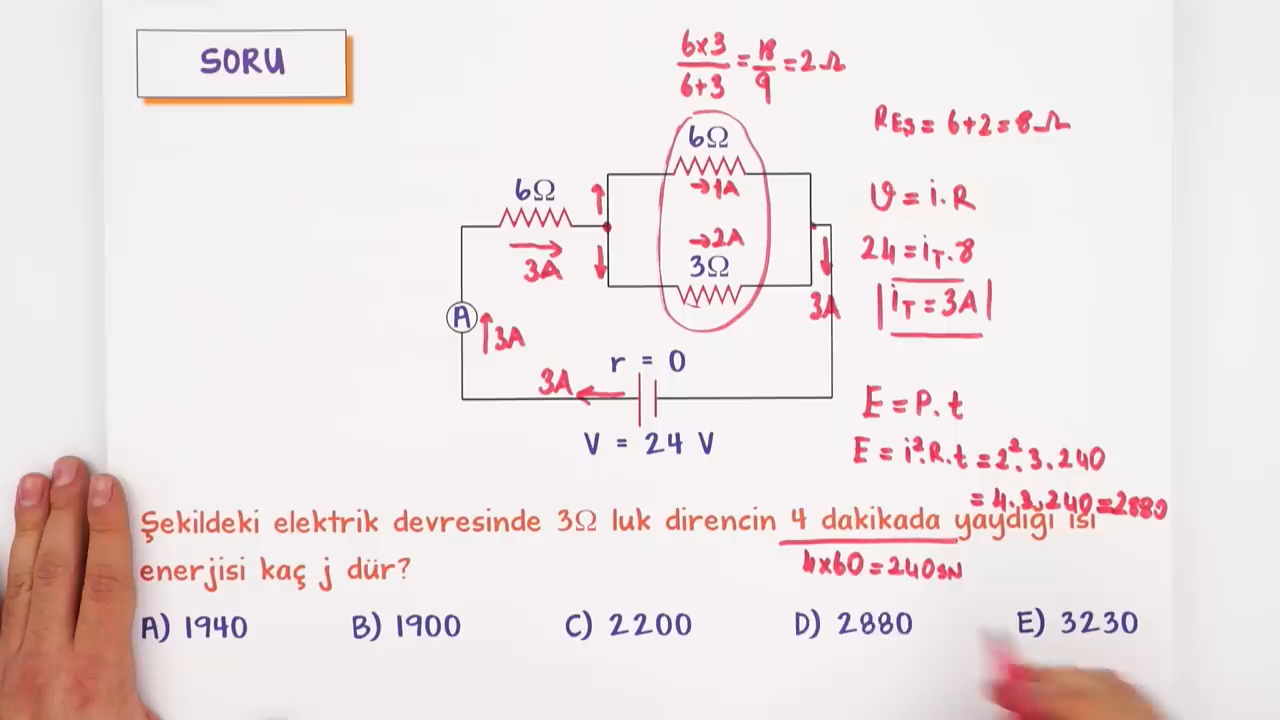 SORU
6x3
6+3
= 18
9
= 2Ω
REŞ = 6+2 = 8Ω
6Ω
→1A
6Ω
3A
→2A
3Ω
3A
A
3A
r = 0
3A
V = 24 V
V = i.R
24 = iT.8
|iT = 3A|
E = P.t
E = i².R.t = 2².3.240
= 4.3.240 = 2880
Şekildeki elektrik devresinde 3Ω luk direncin 4 dakikada yaydığı ısı
enerjisi kaç j dür?
4x60 = 240 SN
A) 1940 B) 1900 C) 2200 D) 2880 E) 3230